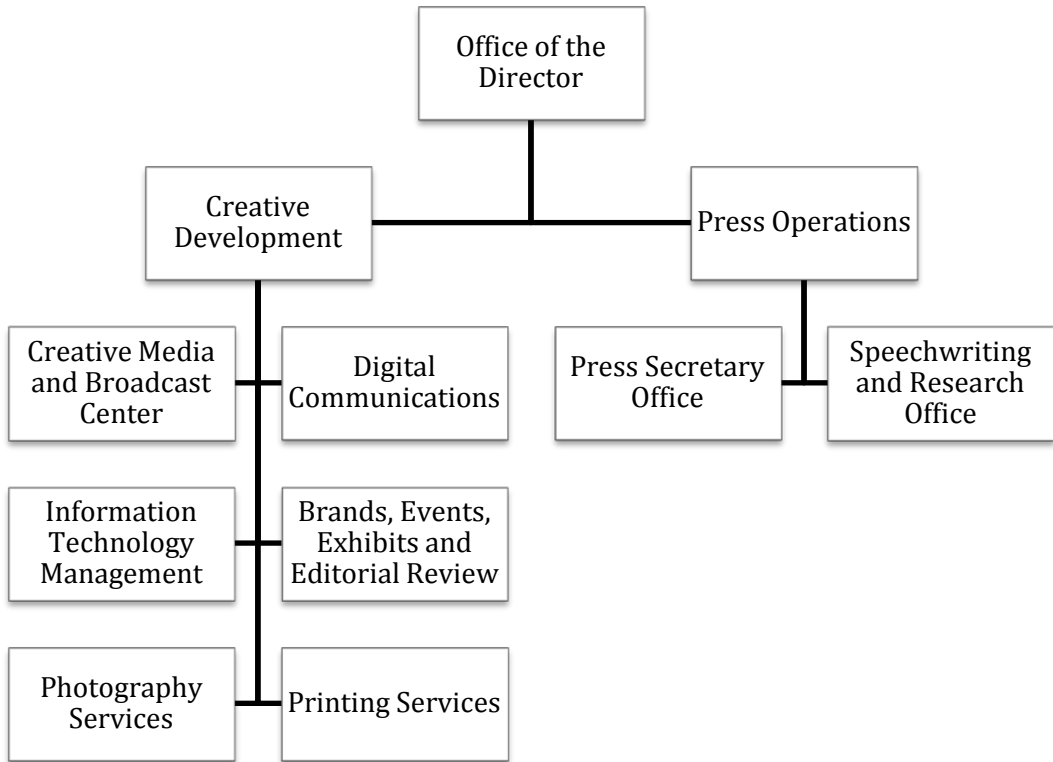 Office of the
Director
Creative
Development
Press Operations
Creative Media
and Broadcast
Center
Digital
Communications
Press Secretary
Office
Speechwriting
and Research
Office
Information
Technology
Management
Brands, Events,
Exhibits and
Editorial Review
Photography
Services
Printing Services